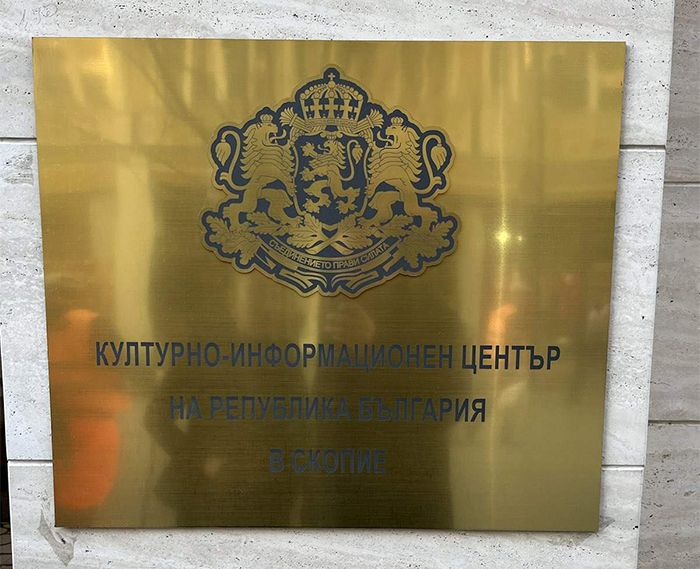 СЪЕДИНЕНИЕТО ПРАВИ СИЛАТА
КУЛТУРНО-ИНФОРМАЦИОНЕН ЦЕНТЪР
НА РЕПУБЛИКА БЪЛГАРИЯ
В СКОПИЕ